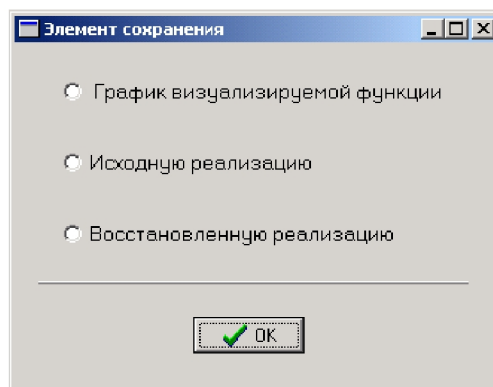 Элемент сохранения
График визуализируемой функции
Исходную реализацию
Восстановленную реализацию
OK